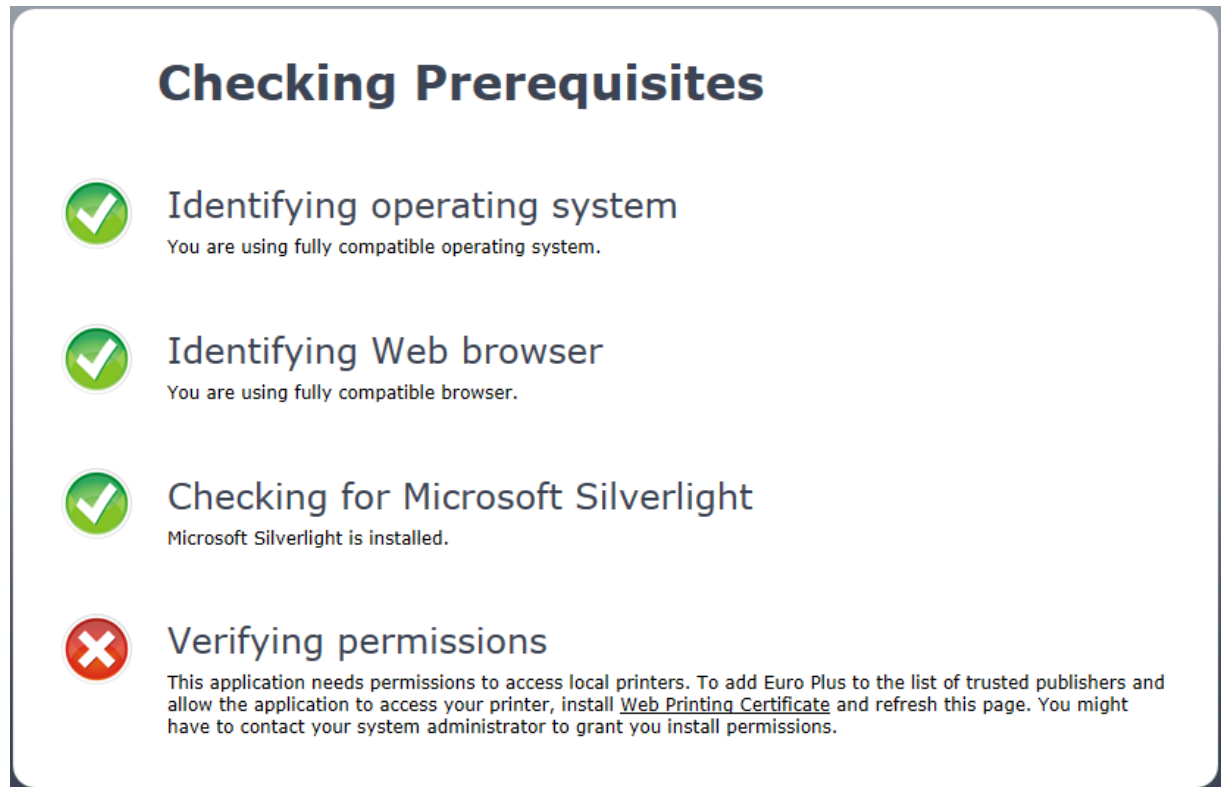 Checking Prerequisites
Identifying operating system
You are using fully compatible operating system.
Identifying Web browser
You are using fully compatible browser.
Checking for Microsoft Silverlight
Microsoft Silverlight is installed.
Verifying permissions
This application needs permissions to access local printers. To add Euro Plus to the list of trusted publishers and
allow the application to access your printer, install Web Printing Certificate and refresh this page. You might
have to contact your system administrator to grant you install permissions.